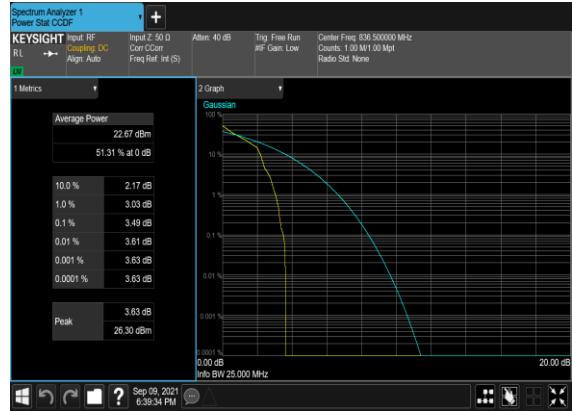 Spectrum Analyzer 1
Power Stat CCDF
+
KEYSIGHT
RL
Input: RF
Coupling: DC
Align: Auto
Input Z: 50 Ω
Corr CCorr
Freq Ref: Int (S)
Atten: 40 dB
Trig: Free Run
#IF Gain: Low
Center Freq: 836.500000 MHz
Counts: 1.00 M/1.00 Mpt
Radio Std: None
1 Metrics
Average Power
22.67 dBm
51.31 % at 0 dB
10.0 % 2.17 dB
1.0 % 3.03 dB
0.1 % 3.49 dB
0.01 % 3.61 dB
0.001 % 3.63 dB
0.0001 % 3.63 dB
Peak
3.63 dB
26.30 dBm
2 Graph
Gaussian
100 %
10 %
1 %
0.1 %
0.01 %
0.001 %
0.0001 %
0.00 dB
20.00 dB
Info BW 25.000 MHz
?
Sep 09, 2021
6:39:34 PM